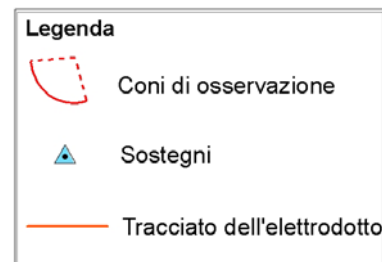 Legenda
Coni di osservazione
Sostegni
Tracciato dell'elettrodotto